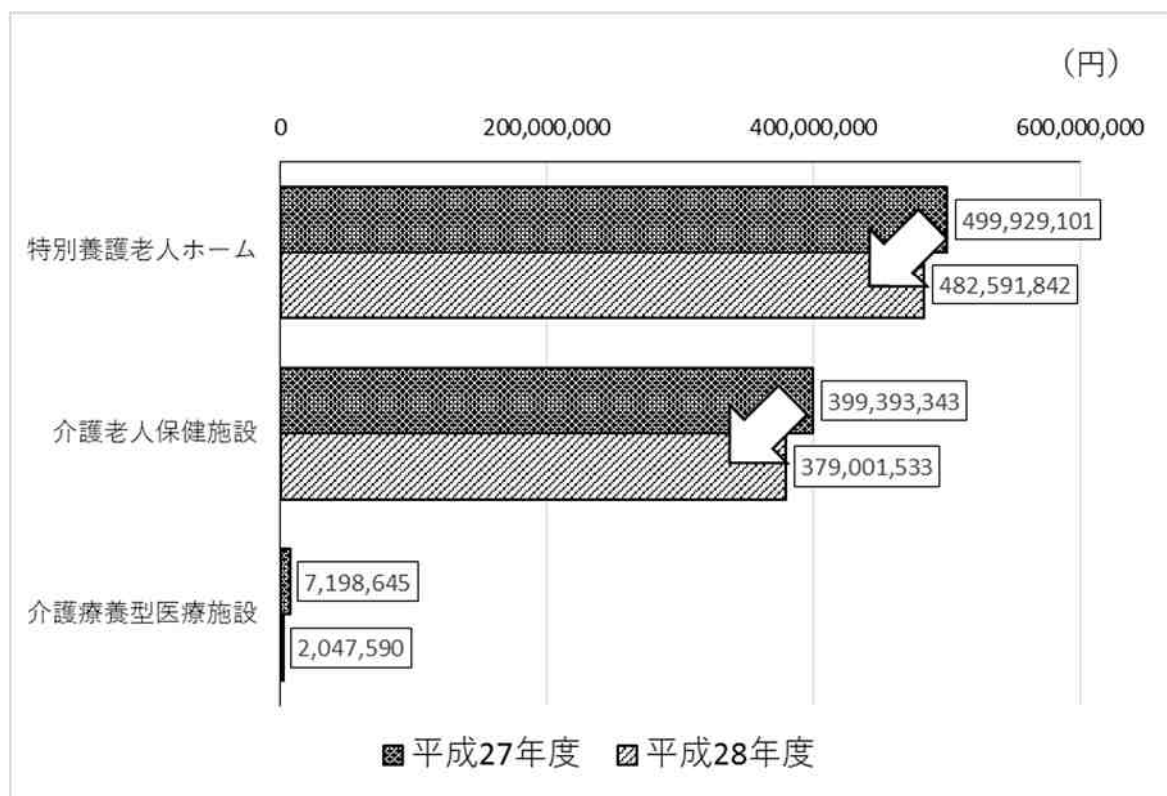 （円）
0 200,000,000 400,000,000 600,000,000
特別養護老人ホーム
499,929,101
482,591,842
介護老人保健施設
399,393,343
379,001,533
介護療養型医療施設
7,198,645
2,047,590
平成27年度 平成28年度